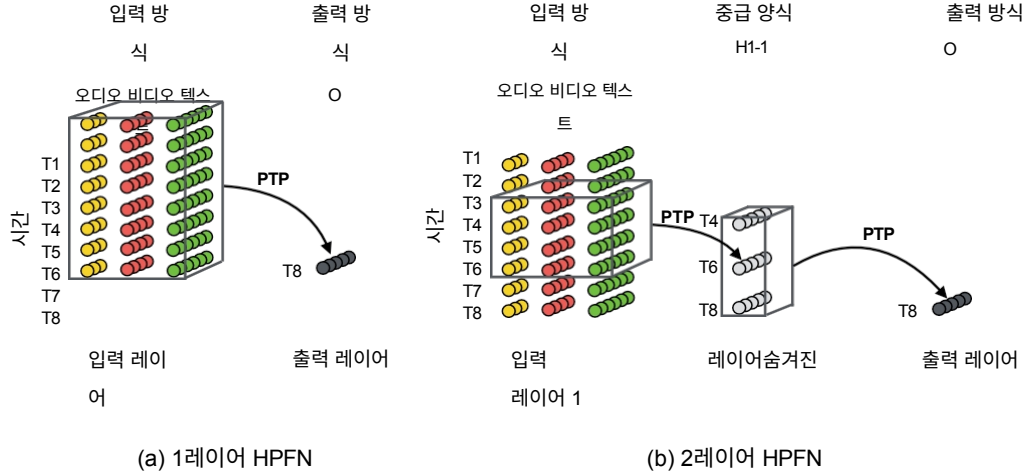 입력 방
식
출력 방
식
오디오 비디오 텍스
트
O
T1
T2
T3
T4
T5
T6
T7
T8
시간
PTP
T8
입력 레이
어
출력 레이어
(a) 1레이어 HPFN
입력 방
식
중급 양식
H1-1
출력 방식
O
오디오 비디오 텍스
트
T1
T2
T3
T4
T5
T6
T7
T8
시간
PTP
T4
T6
T8
PTP
T8
입력
레이어 1
레이어숨겨진
출력 레이어
(b) 2레이어 HPFN